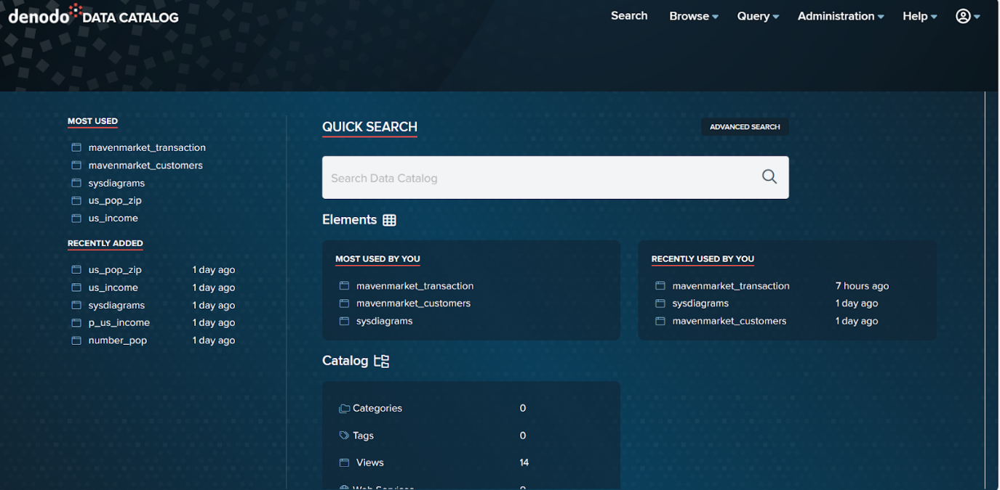 denodo DATA CATALOG
Search Browse Query Administration Help
MOST USED
mavenmarket_transaction
mavenmarket_customers
sysdiagrams
us_pop_zip
us_income
RECENTLY ADDED
us_pop_zip 1 day ago
us_income 1 day ago
sysdiagrams 1 day ago
p_us_income 1 day ago
number_pop 1 day ago
QUICK SEARCH
ADVANCED SEARCH
Search Data Catalog
Elements
MOST USED BY YOU
mavenmarket_transaction
mavenmarket_customers
sysdiagrams
RECENTLY USED BY YOU
mavenmarket_transaction 7 hours ago
sysdiagrams 1 day ago
mavenmarket_customers 1 day ago
Catalog
Categories 0
Tags 0
Views 14
Web Services